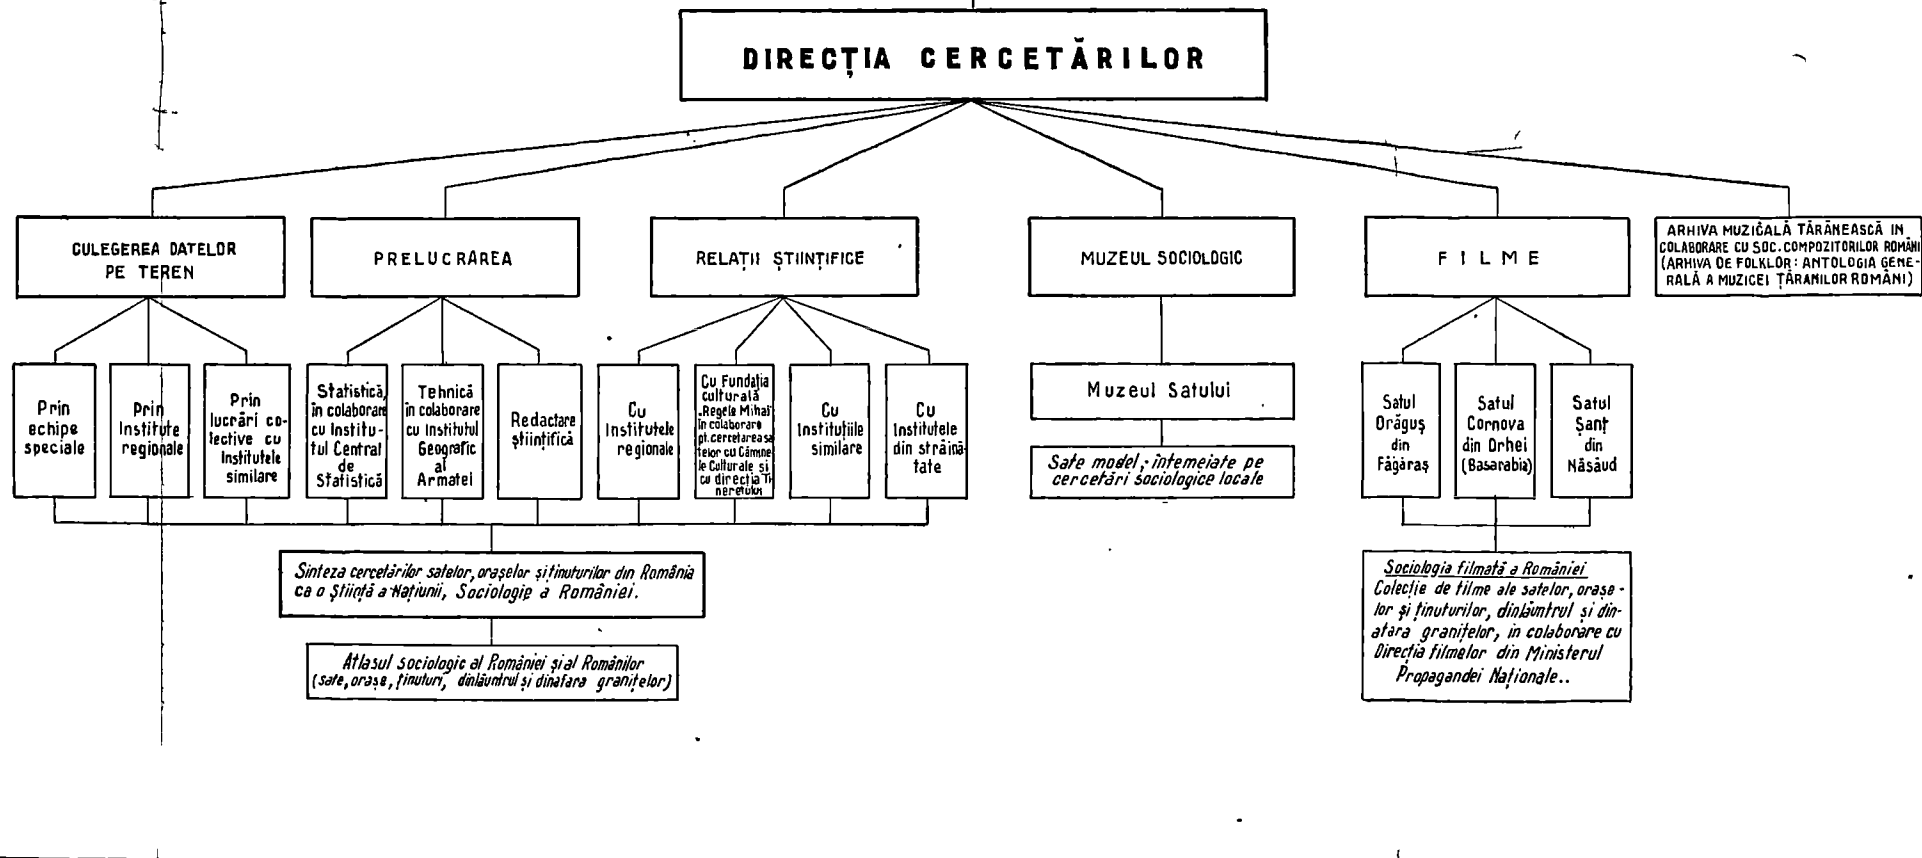 DIRECȚIA CERCETĂRILOR
CULEGEREA DATELOR
PE TEREN
PRELUCRAREA
RELAȚII ȘTIINȚIFICE
MUZEUL SOCIOLOGIC
FILME
ARHIVA MUZICALĂ TĂRĂNEASCĂ IN
COLABORARE CU SOC. COMPOZITORILOR ROMÂNI
(ARHIVA DE FOLKLOR: ANTOLOGIA GENE-
RALĂ A MUZICEI ȚĂRANILOR ROMÂNI)
Prin
echipe
speciale
Prin
Institute
regionale
Prin
lucrări co-
lective cu
Institutele
similare
Statistică,
în colaborare
cu Institu-
tul Central
de
Statistică
Tehnică
în colaborare
cu Institutul
Geografic
al
Armatei
Redactare
științifică
Cu
Institutele
regionale
Cu Fundația
culturală
„Regele Mihai
în colaborare
pt. cercetarea sa
telor cu Cămine
le Culturale și
cu direcția Ti
neretului
Cu
Instituțiile
similare
Cu
Institutele
din străină-
tate
Muzeul Satului
Sate model, întemeiate pe
cercetări sociologice locale
Satul
Drăguș
din
Făgăraș
Satul
Cornova
din Orhei
(Basarabia)
Satul
Șanț
din
Năsăud
Sinteza cercetărilor satelor, orașelor și tinuturilor din România
ca o Știință a Națiunii, Sociologie a României.
Atlasul sociologic al României și al Românilor
(sate, orașe, ținuturi, dinlăuntrul și dinafara granițelor)
Sociologia filmată a României
Colecție de filme ale satelor, orașe-
lor și ținuturilor, dinlăuntrul și din-
afara granițelor, in colaborare cu
Direcția filmelor din Ministerul
Propagandei Naționale..